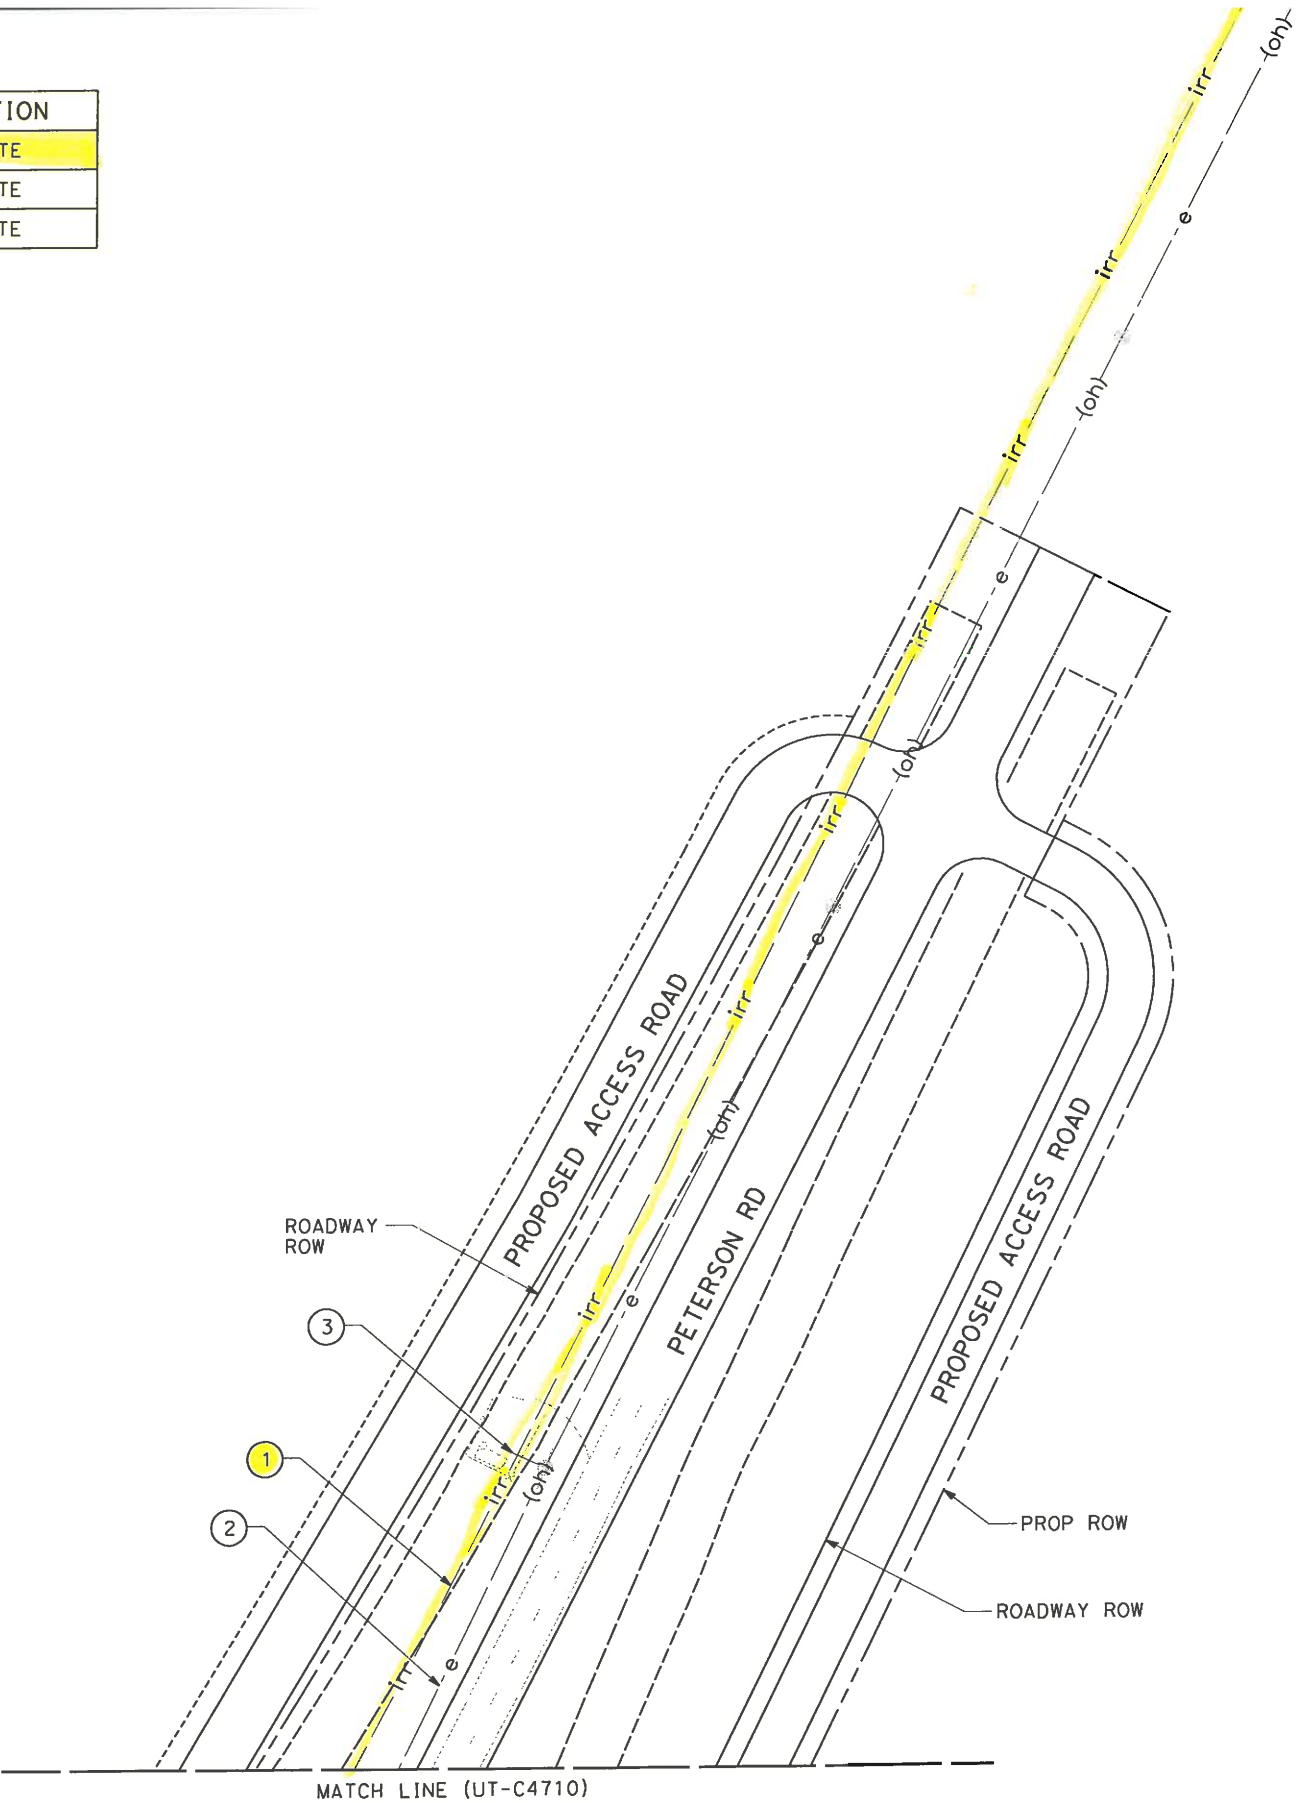 TION
TE
TE
TE
(oh)
irr
e
irr
(oh)
irr
e
irr
(oh)
irr
e
irr
(oh)
PROPOSED ACCESS ROAD
PETERSON RD
PROPOSED ACCESS ROAD
ROADWAY
ROW
e
irr
3
1
irr
(oh)
2
PROP ROW
ROADWAY ROW
e
irr
MATCH LINE (UT-C4710)